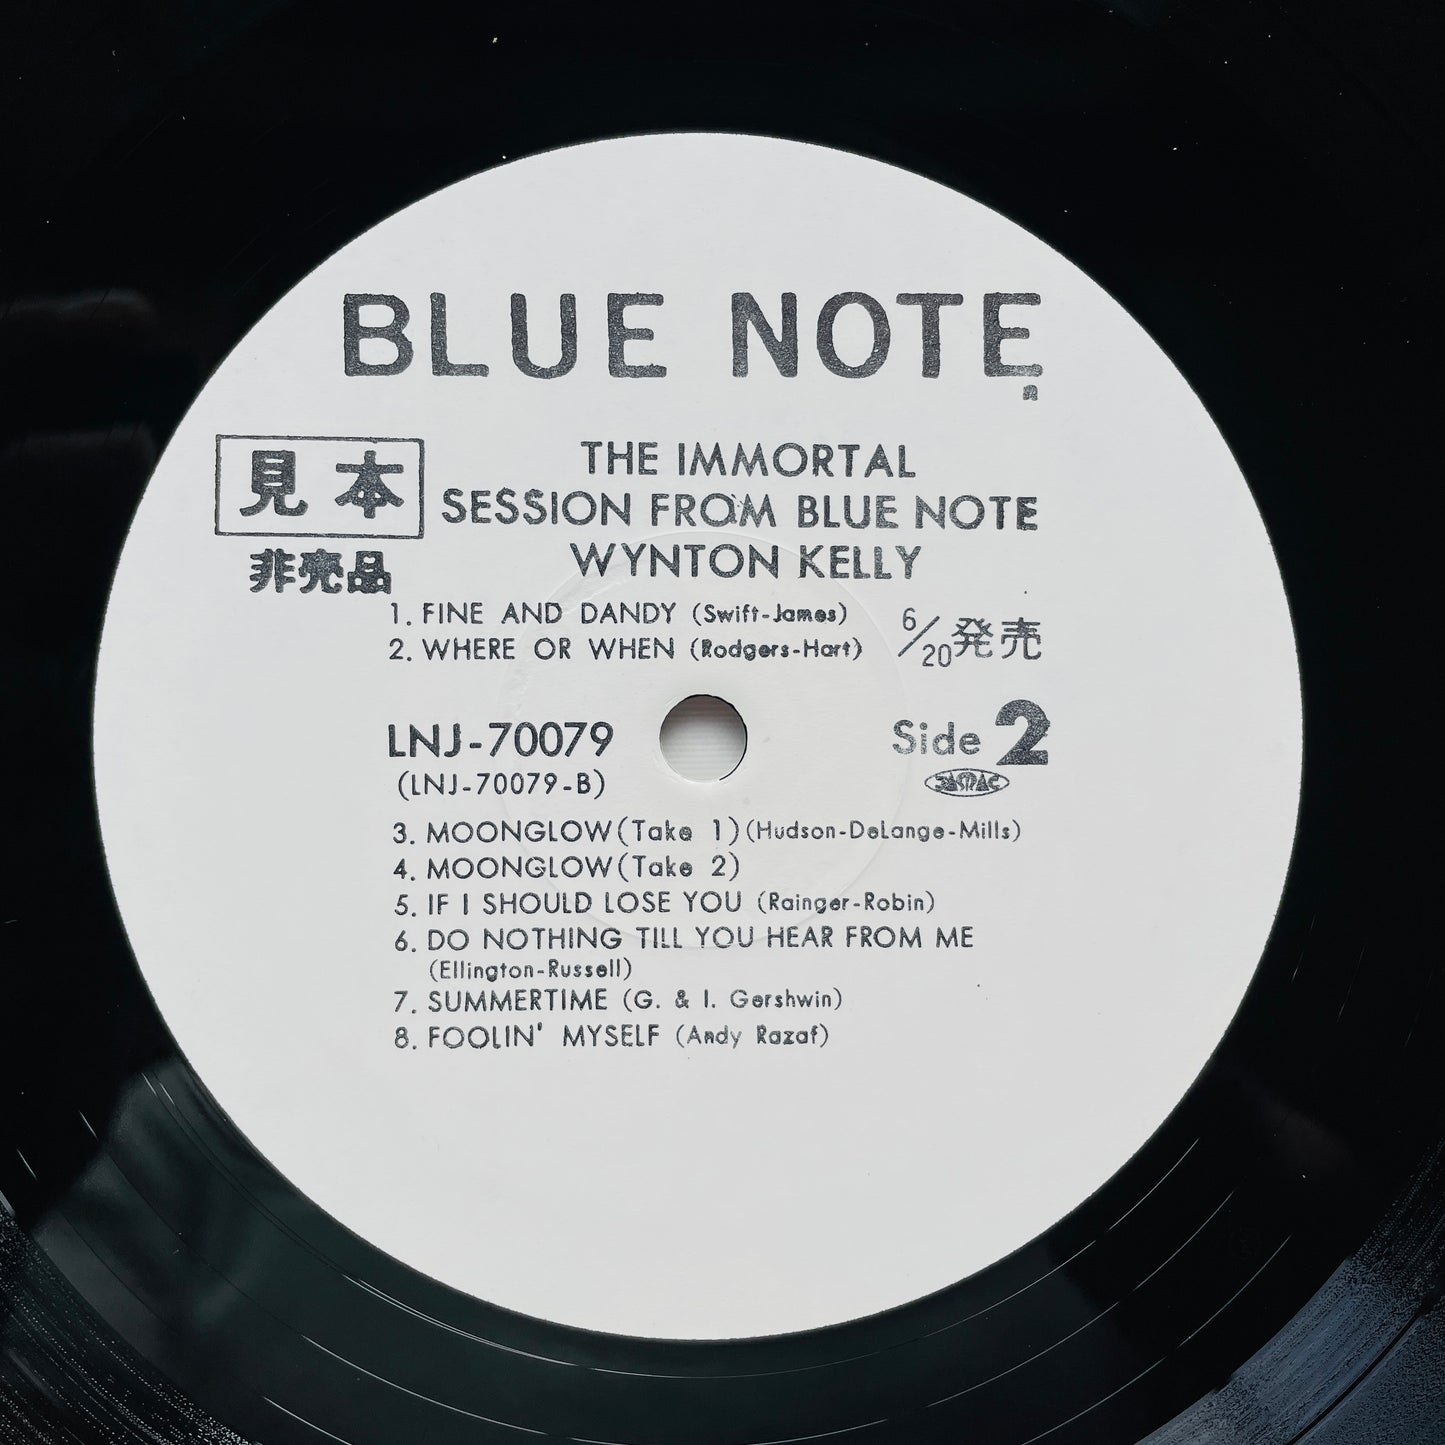 BLUE NOTE
見本
非売品
THE IMMORTAL
SESSION FROM BLUE NOTE
WYNTON KELLY
1. FINE AND DANDY (Swift-James)
2. WHERE OR WHEN (Rodgers-Hart)
6/20発売
LNJ-70079
(LNJ-70079-B)
Side 2
JASRAC
3. MOONGLOW(Take 1)(Hudson-DeLange-Mills)
4. MOONGLOW(Take 2)
5. IF I SHOULD LOSE YOU (Rainger-Robin)
6. DO NOTHING TILL YOU HEAR FROM ME
(Ellington-Russell)
7. SUMMERTIME (G. & I. Gershwin)
8. FOOLIN' MYSELF (Andy Razaf)